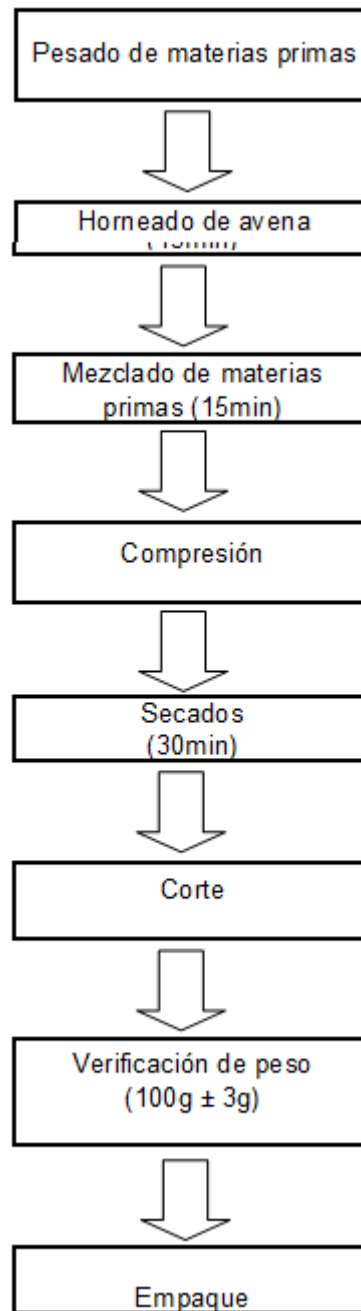 Pesado de materias primas
Horneado de avena
Mezclado de materias
primas (15min)
Compresión
Secados
(30min)
Corte
Verificación de peso
(100g ± 3g)
Empaque